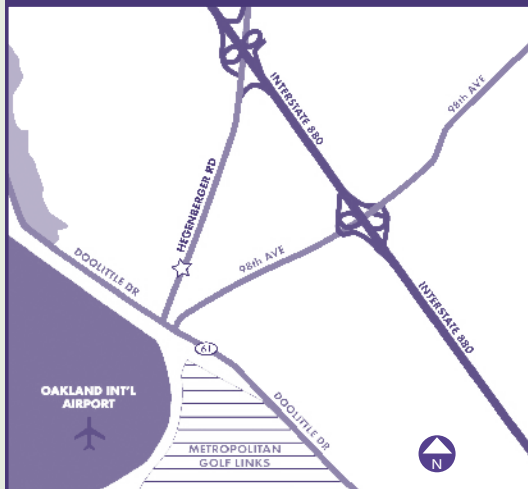 INTERSTATE 880
98th AVE
HEGENBERGER RD
98th AVE
DOOLITTLE DR
INTERSTATE 880
61
OAKLAND INT'L
AIRPORT
DOOLITTLE DR
METROPOLITAN
GOLF LINKS
N